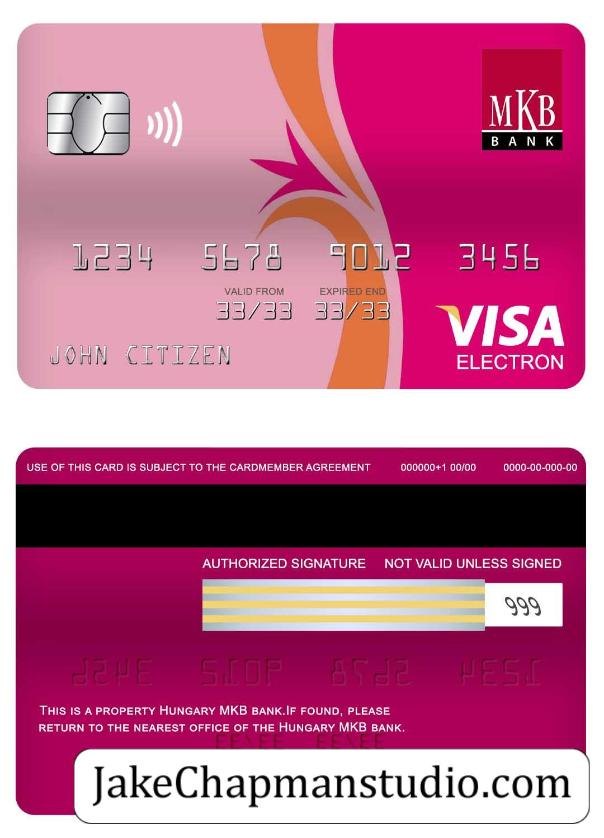 MKB
BANK
1234 5678 9012 3456
VALID FROM EXPIRED END
33/33 33/33
JOHN CITIZEN
VISA
ELECTRON
USE OF THIS CARD IS SUBJECT TO THE CARDMEMBER AGREEMENT 000000+1 00/00 0000-00-000-00
AUTHORIZED SIGNATURE NOT VALID UNLESS SIGNED
999
THIS IS A PROPERTY HUNGARY MKB BANK.IF FOUND, PLEASE
RETURN TO THE NEAREST OFFICE OF THE HUNGARY MKB BANK.
JakeChapmanstudio.com